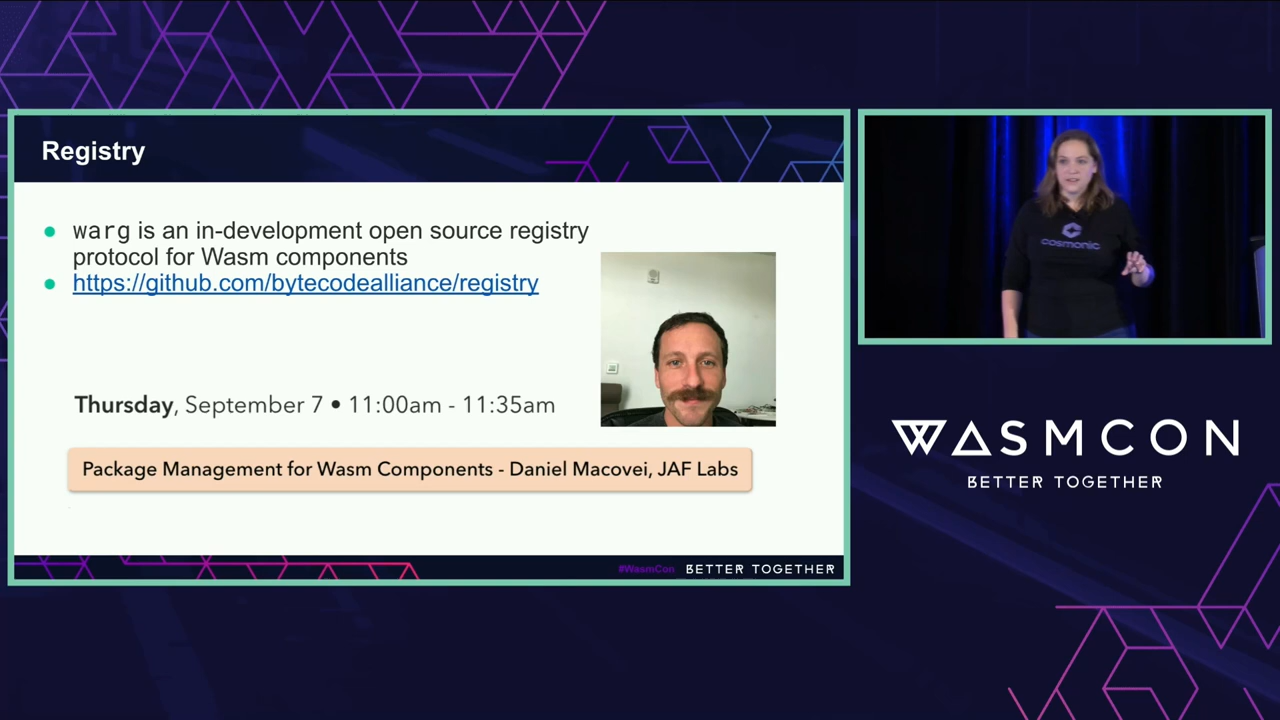 Registry
● warg is an in-development open source registry
protocol for Wasm components
● https://github.com/bytecodealliance/registry
Thursday, September 7 • 11:00am - 11:35am
Package Management for Wasm Components - Daniel Macovei, JAF Labs
#WasmCon BETTER TOGETHER
cosmonic
WASMCON
BETTER TOGETHER